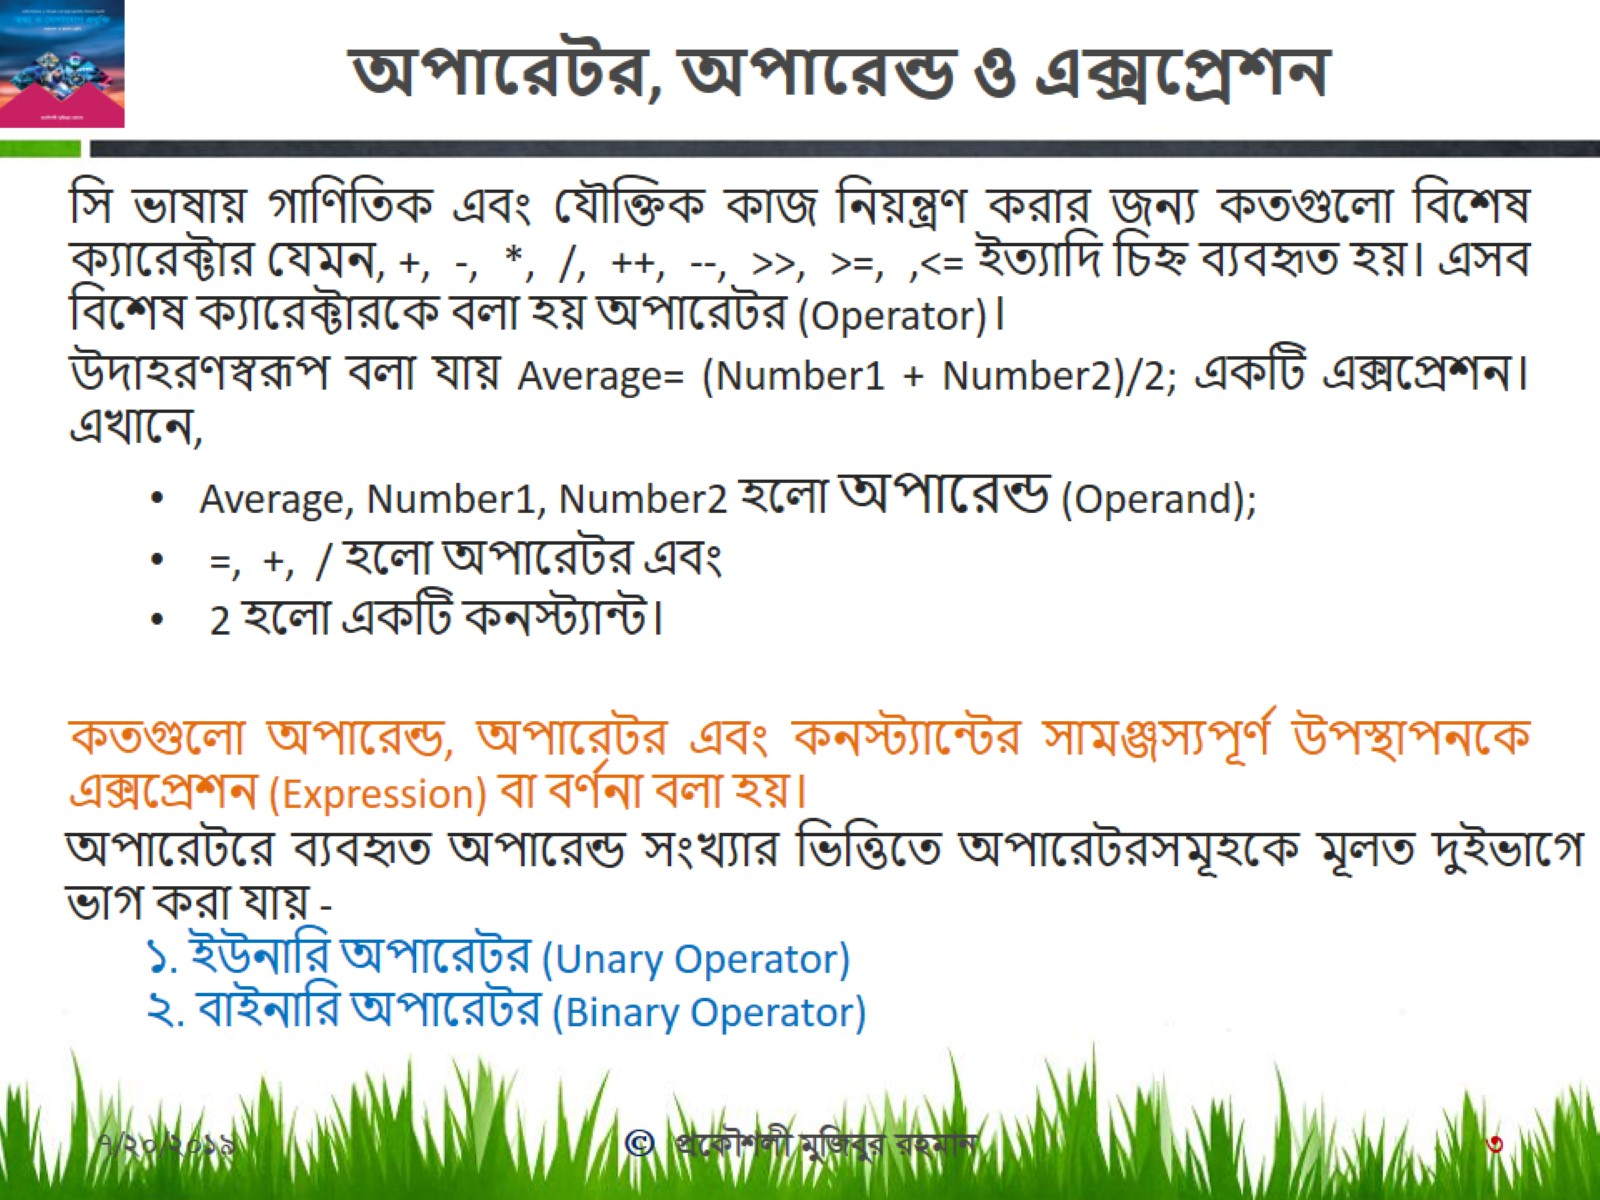 অপারেটর, অপারেন্ড ও এক্সপ্রেশন
সি ভাষায় গাণিতিক এবং যৌক্তিক কাজ নিয়ন্ত্রণ করার জন্য কতগুলো বিশেষ
ক্যারেক্টার যেমন, +, -, *, /, ++, --, >>, >=, ,<= ইত্যাদি চিহ্ন ব্যবহৃত হয়। এসব
বিশেষ ক্যারেক্টারকে বলা হয় অপারেটর (Operator)।
উদাহরণস্বরূপ বলা যায় Average= (Number1 + Number2)/2; একটি এক্সপ্রেশন।
এখানে,
• Average, Number1, Number2 হলো অপারেন্ড (Operand);
• =, +, / হলো অপারেটর এবং
• 2 হলো একটি কনস্ট্যান্ট।
কতগুলো অপারেন্ড, অপারেটর এবং কনস্ট্যান্টের সামঞ্জস্যপূর্ণ উপস্থাপনকে
এক্সপ্রেশন (Expression) বা বর্ণনা বলা হয়।
অপারেটরে ব্যবহৃত অপারেন্ড সংখ্যার ভিত্তিতে অপারেটরসমূহকে মূলত দুইভাগে
ভাগ করা যায় -
১. ইউনারি অপারেটর (Unary Operator)
২. বাইনারি অপারেটর (Binary Operator)
৭/২০/২০১৯
© প্রকৌশলী মুজিবুর রহমান
৩